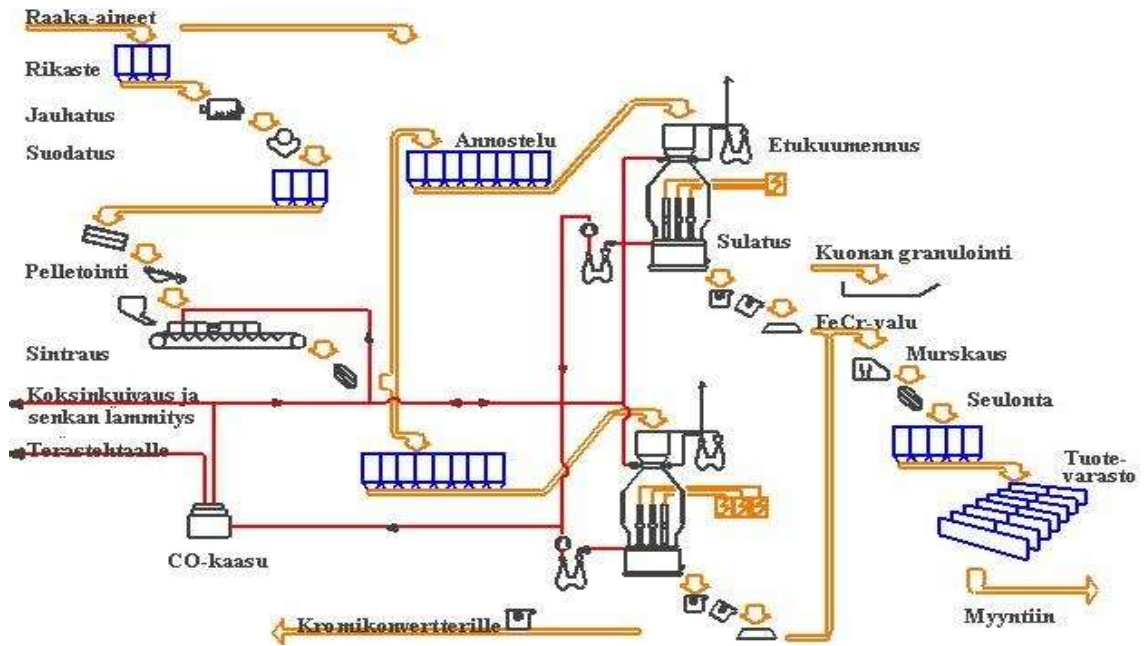 Raaka-aineet
Rikaste
Jauhatus
Suodatus
Annostelu
Etukuumennus
Sulatus
Pelletointi
Sintraus
Kuonan granulointi
FeCr-valu
Murskaus
Seulonta
Tuote-
varasto
Myyntiin
Koksinkuivaus ja
senkan lämmitys
Terästehtaalle
CO-kaasu
Kromikonvertterille